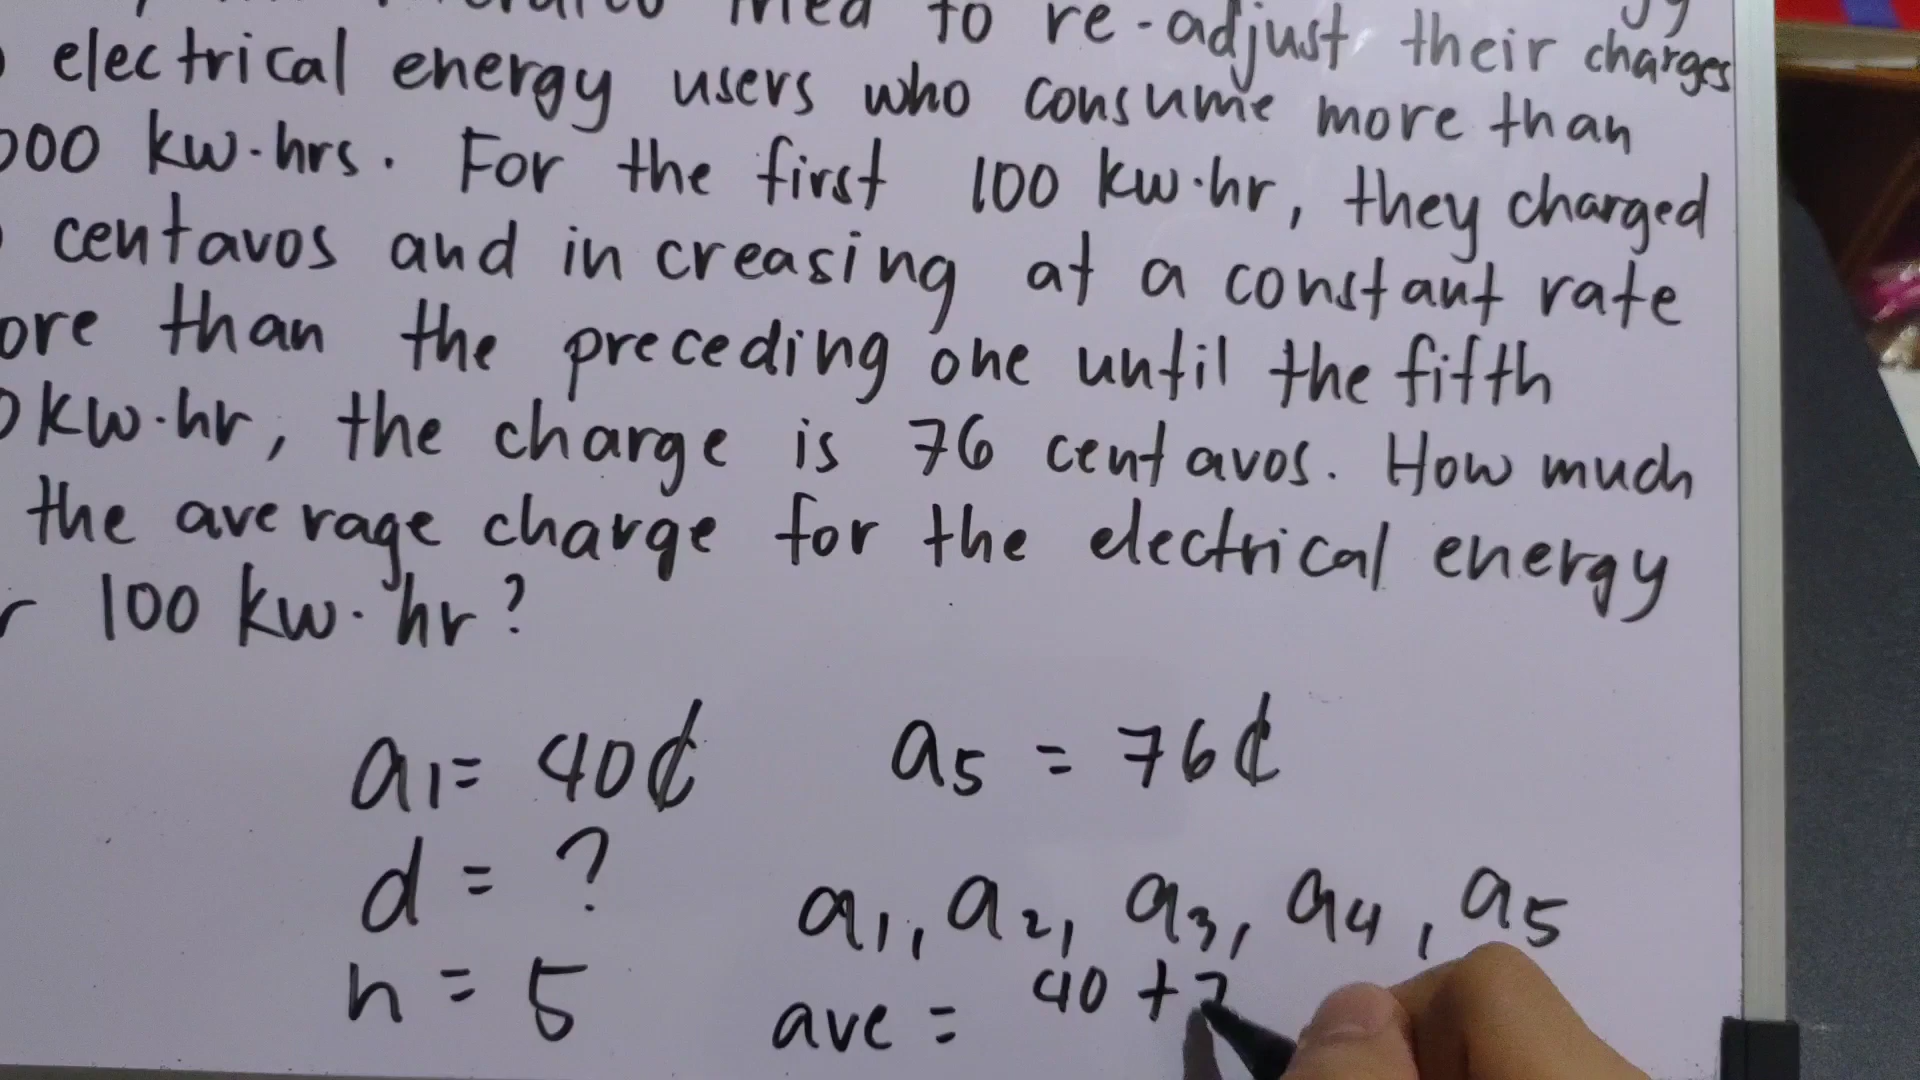 to re-adjust their charges
electrical energy users who consume more than
000 kw.hrs. For the first 100 kw.hr, they charged
centavos and increasing at a constant rate
ore than the preceding one until the fifth
0 kw.hr, the charge is 76 centavos. How much
the average charge for the electrical energy
r 100 kw.hr?
a1 = 40¢ a5 = 76¢
d = ?
a1, a2, a3, a4, a5
n = 5
ave = 40 + 7